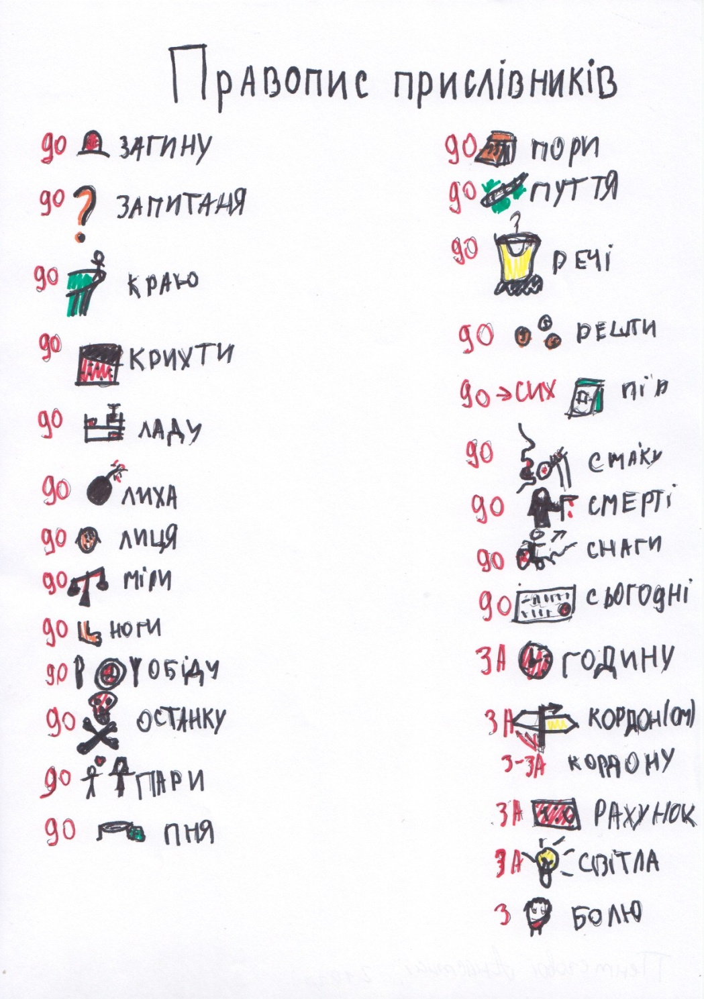 Правопис прислівників
до загину
до запитаня
до краю
до крихти
до ладу
до лиха
до лиця
до міри
до ноги
до обіду
до останку
до пари
до пня
до пори
до пуття
до речі
до решти
до → сих пір
до смаку
до смерті
до снаги
до сьогодні
за годину
за кордон(ом)
з-за кордону
за рахунок
за світла
з болю